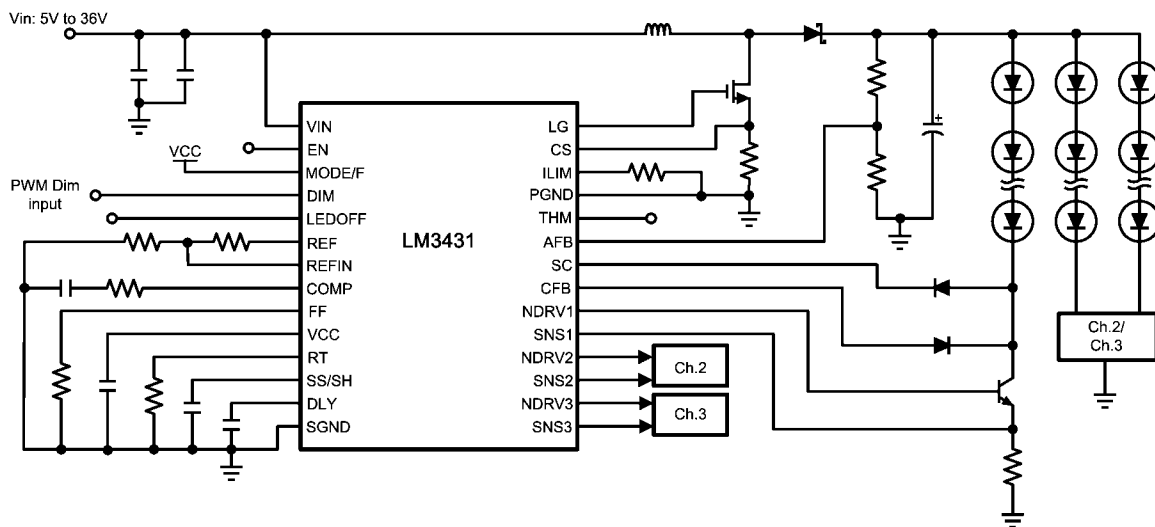 Vin: 5V to 36V
VCC
PWM Dim
input
VIN
EN
MODE/F
DIM
LEDOFF
REF
REFIN
COMP
FF
VCC
RT
SS/SH
DLY
SGND
LM3431
LG
CS
ILIM
PGND
THM
AFB
SC
CFB
NDRV1
SNS1
NDRV2
SNS2
NDRV3
SNS3
+
Ch.2
Ch.3
Ch.2/
Ch.3